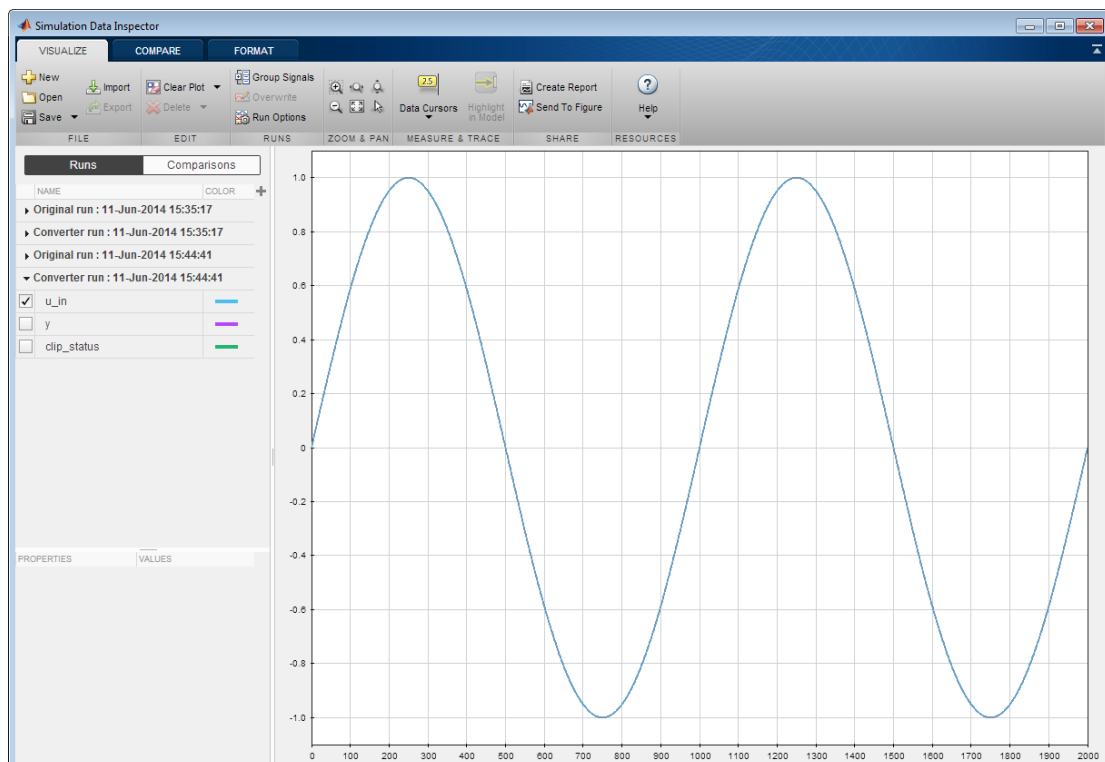 Simulation Data Inspector
VISUALIZE COMPARE FORMAT
New
Open
Save
Import
Export
FILE
Clear Plot
Delete
EDIT
Group Signals
Overwrite
Run Options
RUNS
ZOOM & PAN
2.5
Data Cursors
Highlight
in Model
MEASURE & TRACE
Create Report
Send To Figure
SHARE
?
Help
RESOURCES
Runs Comparisons
NAME COLOR
Original run : 11-Jun-2014 15:35:17
Converter run : 11-Jun-2014 15:35:17
Original run : 11-Jun-2014 15:44:41
Converter run : 11-Jun-2014 15:44:41
u_in
y
clip_status
PROPERTIES VALUES
1.0
0.8
0.6
0.4
0.2
0
-0.2
-0.4
-0.6
-0.8
-1.0
0 100 200 300 400 500 600 700 800 900 1000 1100 1200 1300 1400 1500 1600 1700 1800 1900 2000